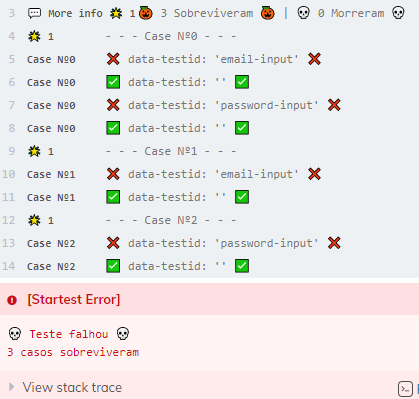 3 💬 More info 💥 1🎃 3 Sobreviveram 🎃 | 💀 0 Morreram 💀
4 💥 1 - - - Case Nº0 - - -
5 Case Nº0 ❌ data-testid: 'email-input' ❌
6 Case Nº0 ✅ data-testid: '' ✅
7 Case Nº0 ❌ data-testid: 'password-input' ❌
8 Case Nº0 ✅ data-testid: '' ✅
9 💥 1 - - - Case Nº1 - - -
10 Case Nº1 ❌ data-testid: 'email-input' ❌
11 Case Nº1 ✅ data-testid: '' ✅
12 💥 1 - - - Case Nº2 - - -
13 Case Nº2 ❌ data-testid: 'password-input' ❌
14 Case Nº2 ✅ data-testid: '' ✅
[Startest Error]
💀 Teste falhou 💀
3 casos sobreviveram
View stack trace